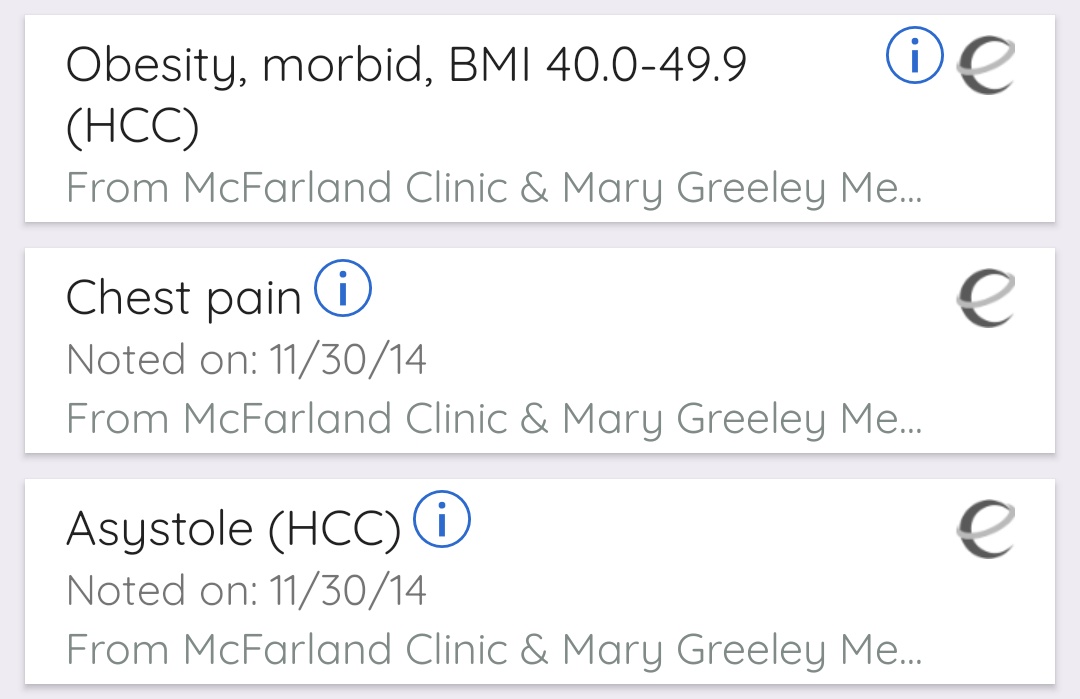 Obesity, morbid, BMI 40.0-49.9
(HCC)
From McFarland Clinic & Mary Greeley Me...
Chest pain
Noted on: 11/30/14
From McFarland Clinic & Mary Greeley Me...
Asystole (HCC)
Noted on: 11/30/14
From McFarland Clinic & Mary Greeley Me...